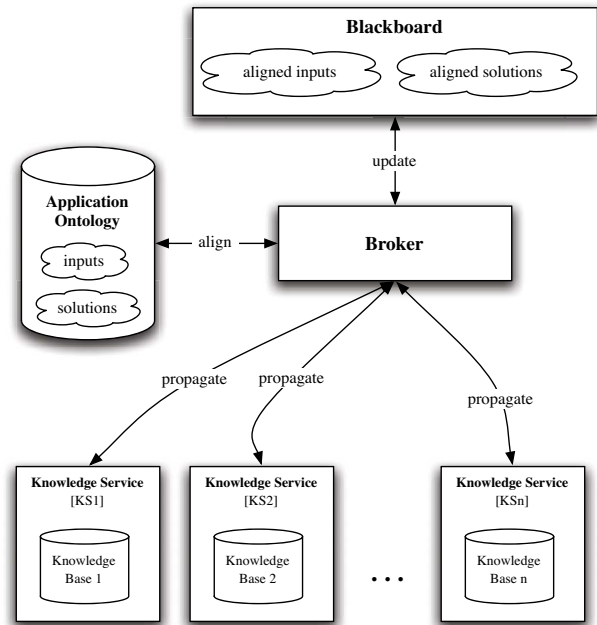 Blackboard
aligned inputs
aligned solutions
update
Application
Ontology
inputs
solutions
align
Broker
propagate
propagate
propagate
Knowledge Service
[KS1]
Knowledge
Base 1
Knowledge Service
[KS2]
Knowledge
Base 2
. . .
Knowledge Service
[KSn]
Knowledge
Base n